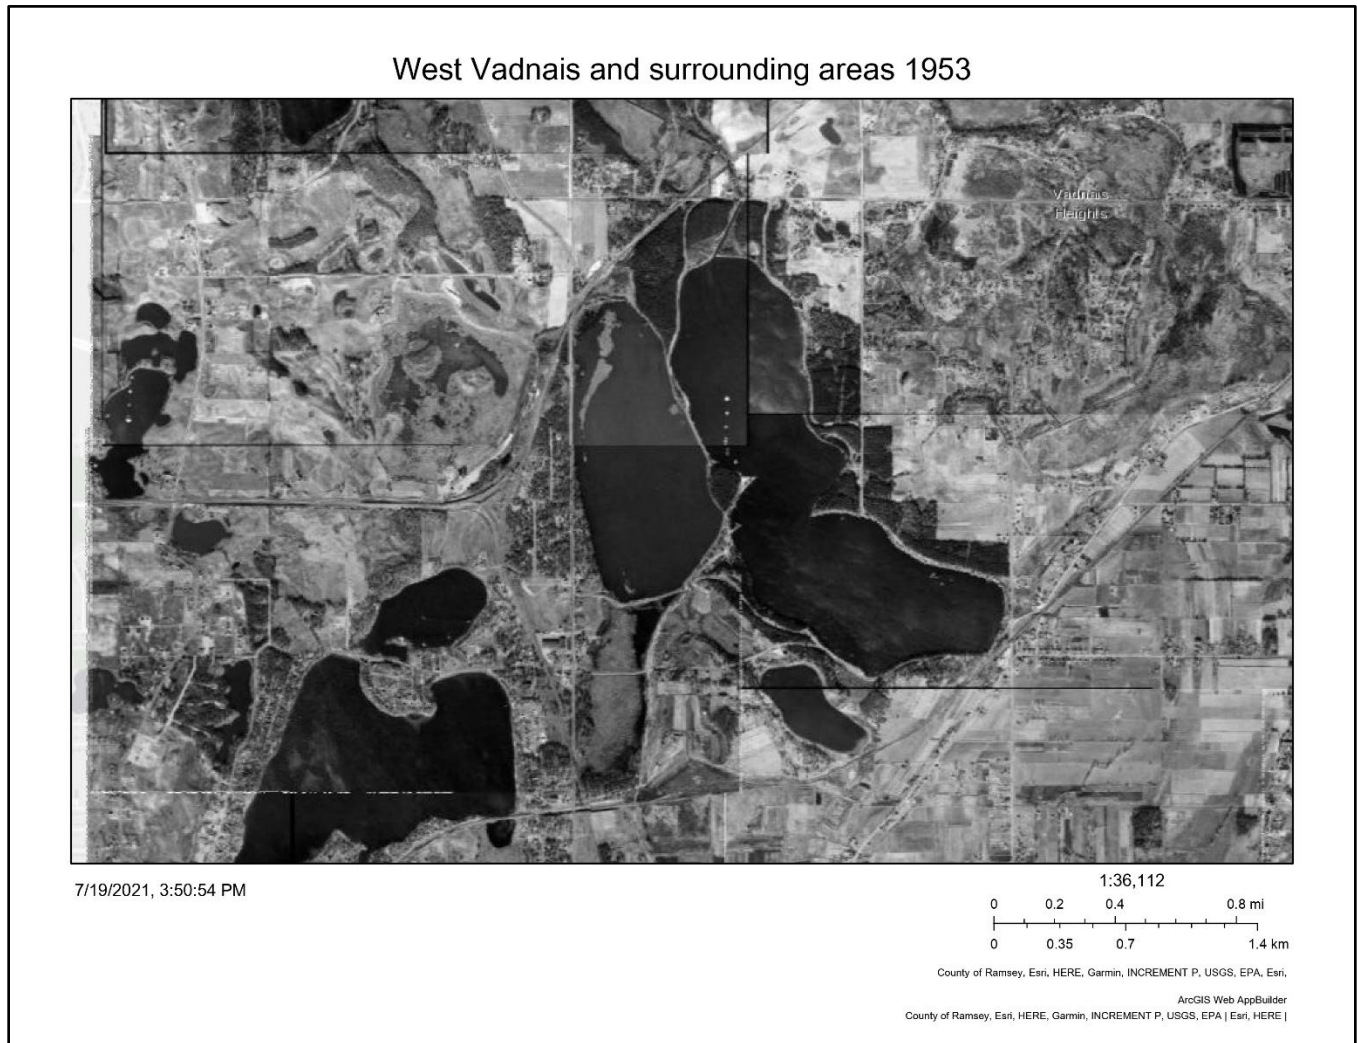 West Vadnais and surrounding areas 1953
Vadnais
Heights
7/19/2021, 3:50:54 PM
1:36,112
0 0.2 0.4 0.8 mi
0 0.35 0.7 1.4 km
County of Ramsey, Esri, HERE, Garmin, INCREMENT P, USGS, EPA, Esri,
ArcGIS Web AppBuilder
County of Ramsey, Esri, HERE, Garmin, INCREMENT P, USGS, EPA | Esri, HERE |